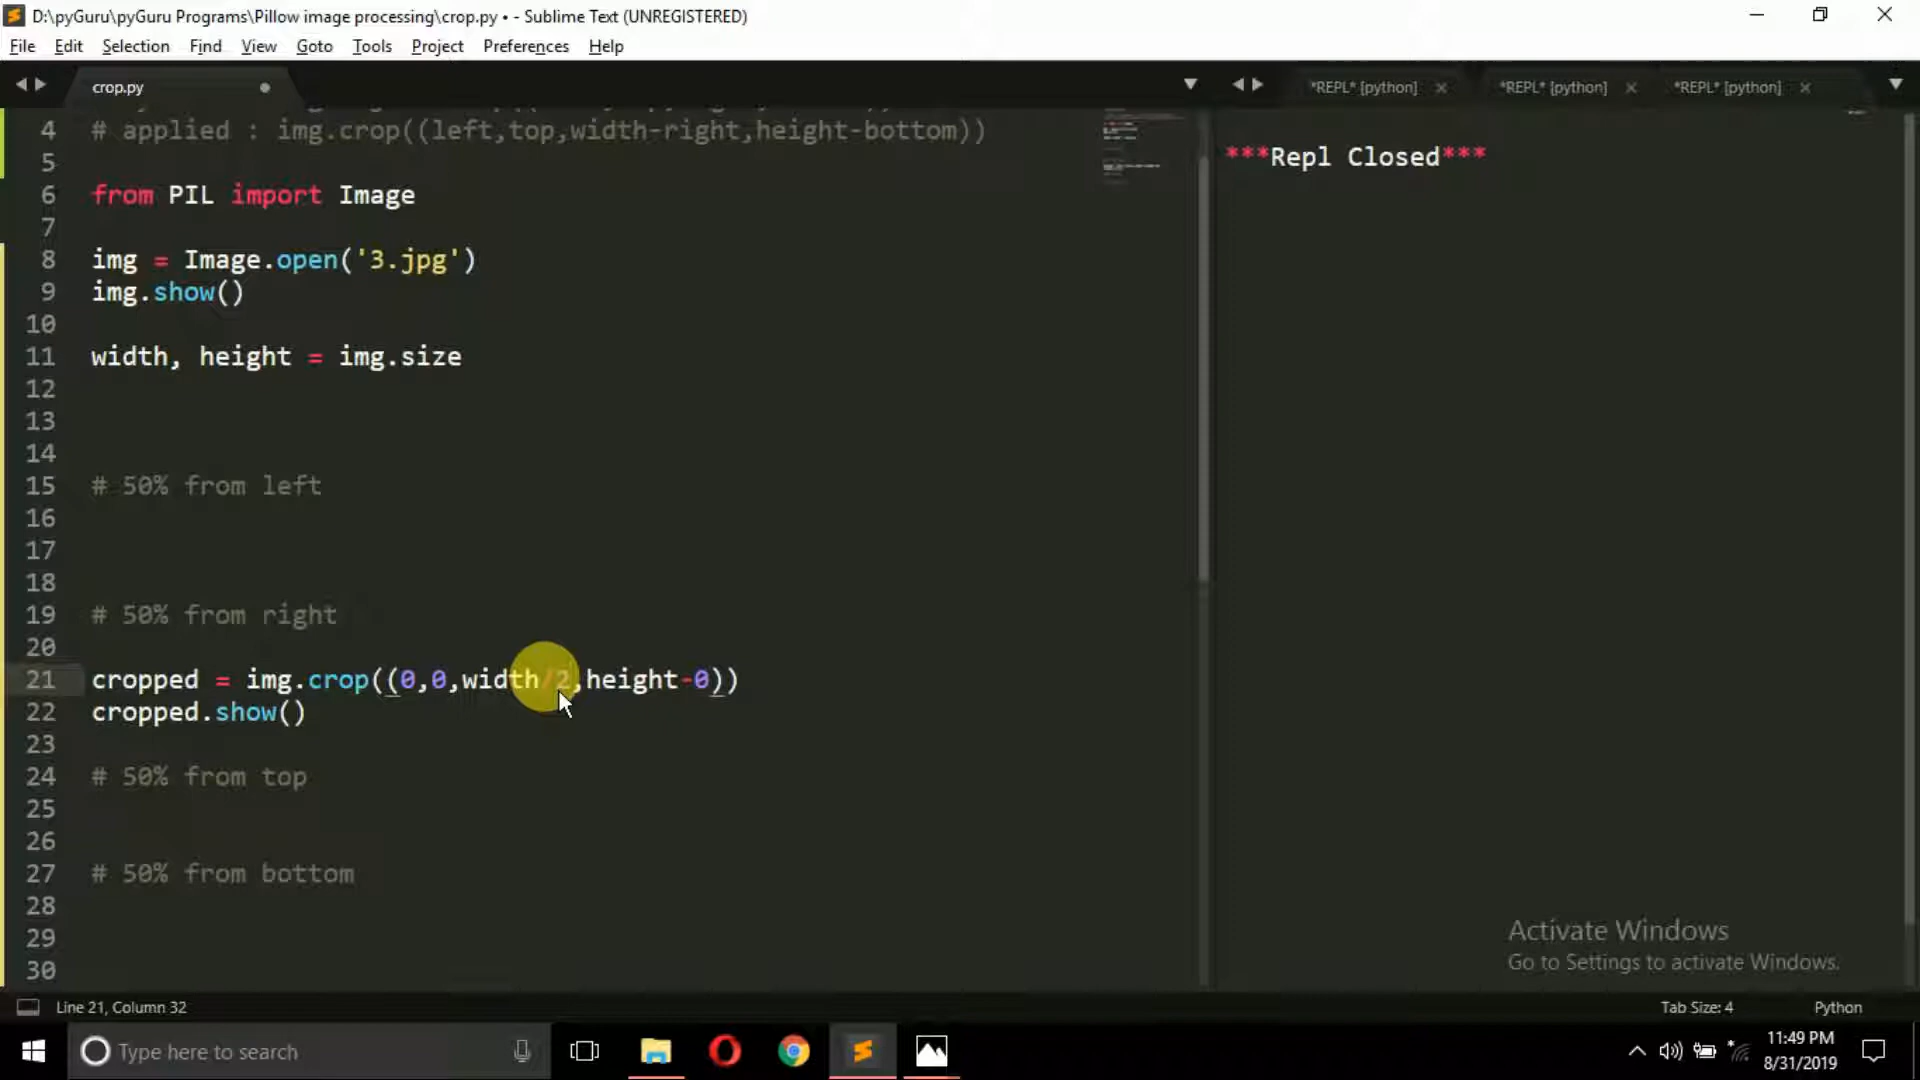 D:\pyGuru\pyGuru Programs\Pillow image processing\crop.py • - Sublime Text (UNREGISTERED)
File Edit Selection Find View Goto Tools Project Preferences Help
crop.py
*REPL* [python] *REPL* [python] *REPL* [python]
4 # applied : img.crop((left,top,width-right,height-bottom))
5
6 from PIL import Image
7
8 img = Image.open('3.jpg')
9 img.show()
10
11 width, height = img.size
12
13
14
15 # 50% from left
16
17
18
19 # 50% from right
20
21 cropped = img.crop((0,0,width/2,height-0))
22 cropped.show()
23
24 # 50% from top
25
26
27 # 50% from bottom
28
29
30
***Repl Closed***
Activate Windows
Go to Settings to activate Windows.
Line 21, Column 32
Tab Size: 4
Python
Type here to search
11:49 PM
8/31/2019